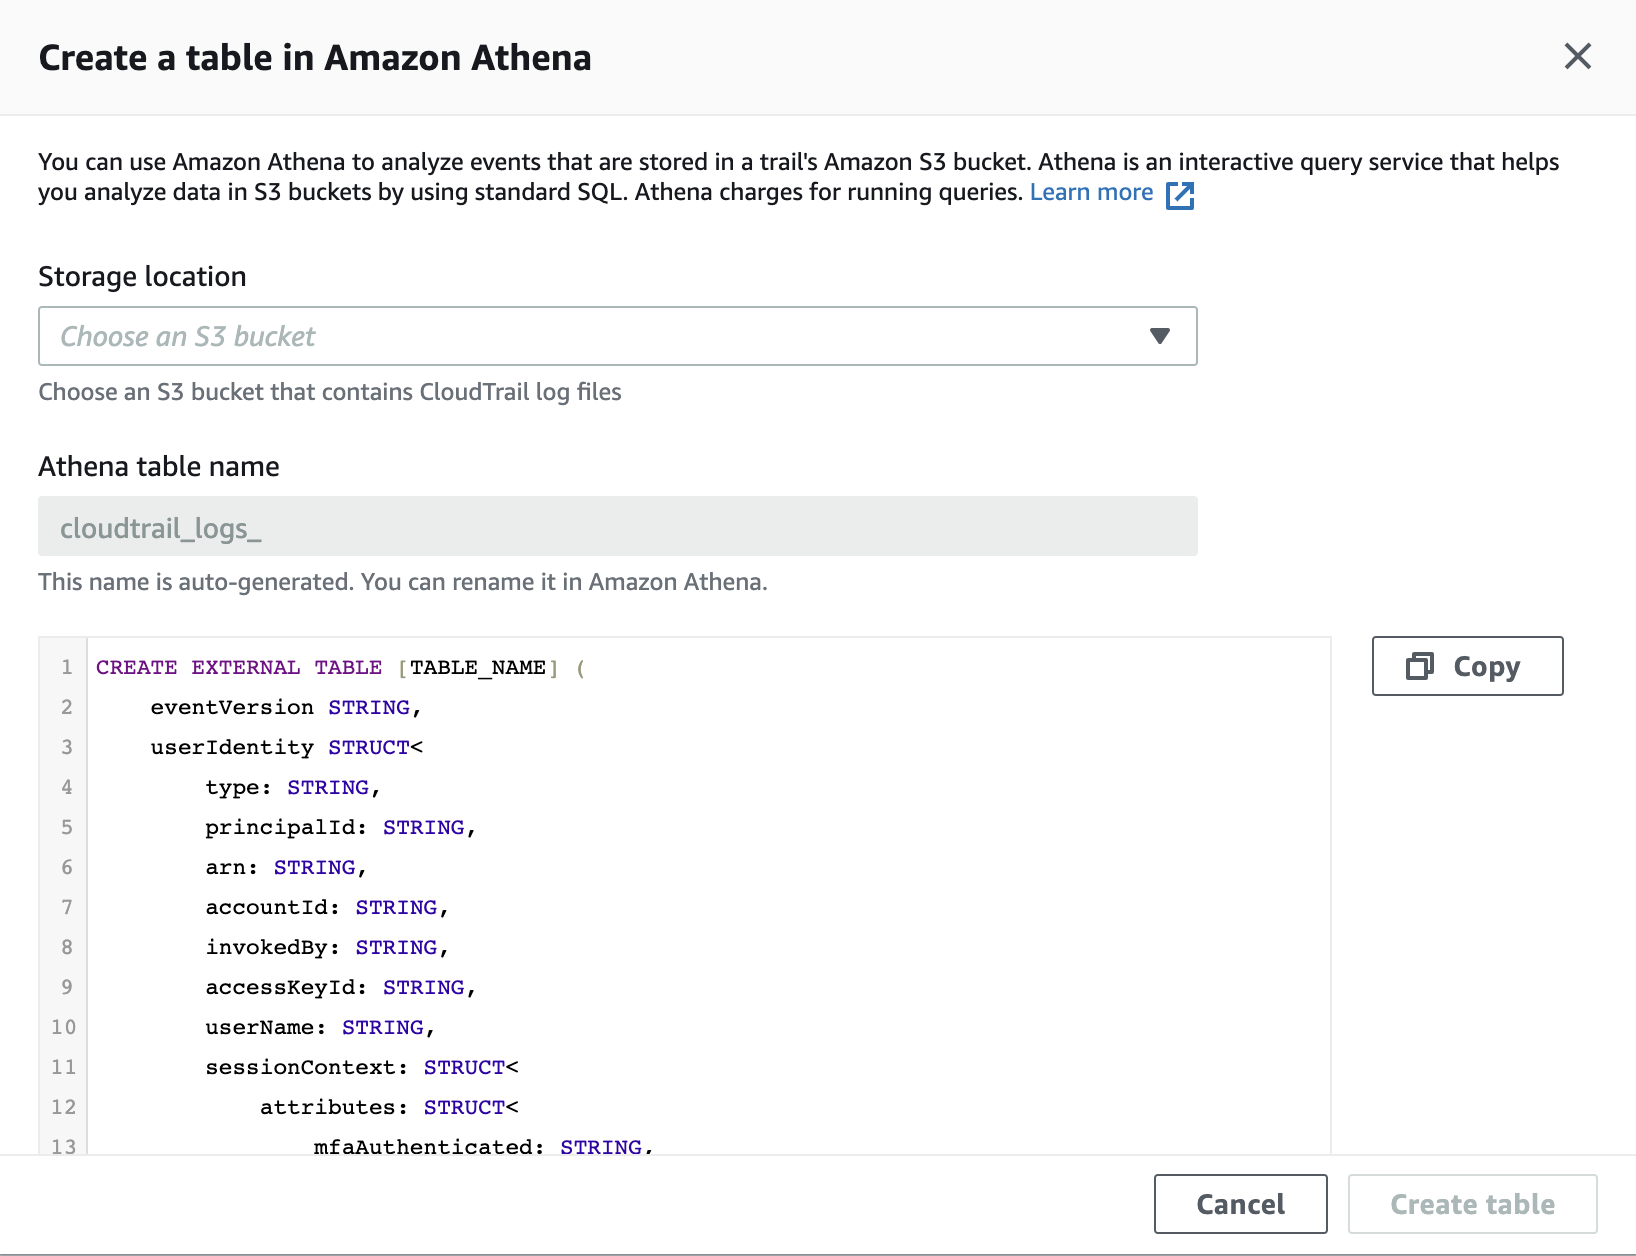 Create a table in Amazon Athena
You can use Amazon Athena to analyze events that are stored in a trail's Amazon S3 bucket. Athena is an interactive query service that helps
you analyze data in S3 buckets by using standard SQL. Athena charges for running queries. Learn more
Storage location
Choose an S3 bucket
Choose an S3 bucket that contains CloudTrail log files
Athena table name
cloudtrail_logs_
This name is auto-generated. You can rename it in Amazon Athena.
1 CREATE EXTERNAL TABLE [TABLE_NAME] (
Copy
2 eventVersion STRING,
3 userIdentity STRUCT<
4 type: STRING,
5 principalId: STRING,
6 arn: STRING,
7 accountId: STRING,
8 invokedBy: STRING,
9 accessKeyId: STRING,
10 userName: STRING,
11 sessionContext: STRUCT<
12 attributes: STRUCT<
13 mfaAuthenticated: STRING,
Cancel Create table